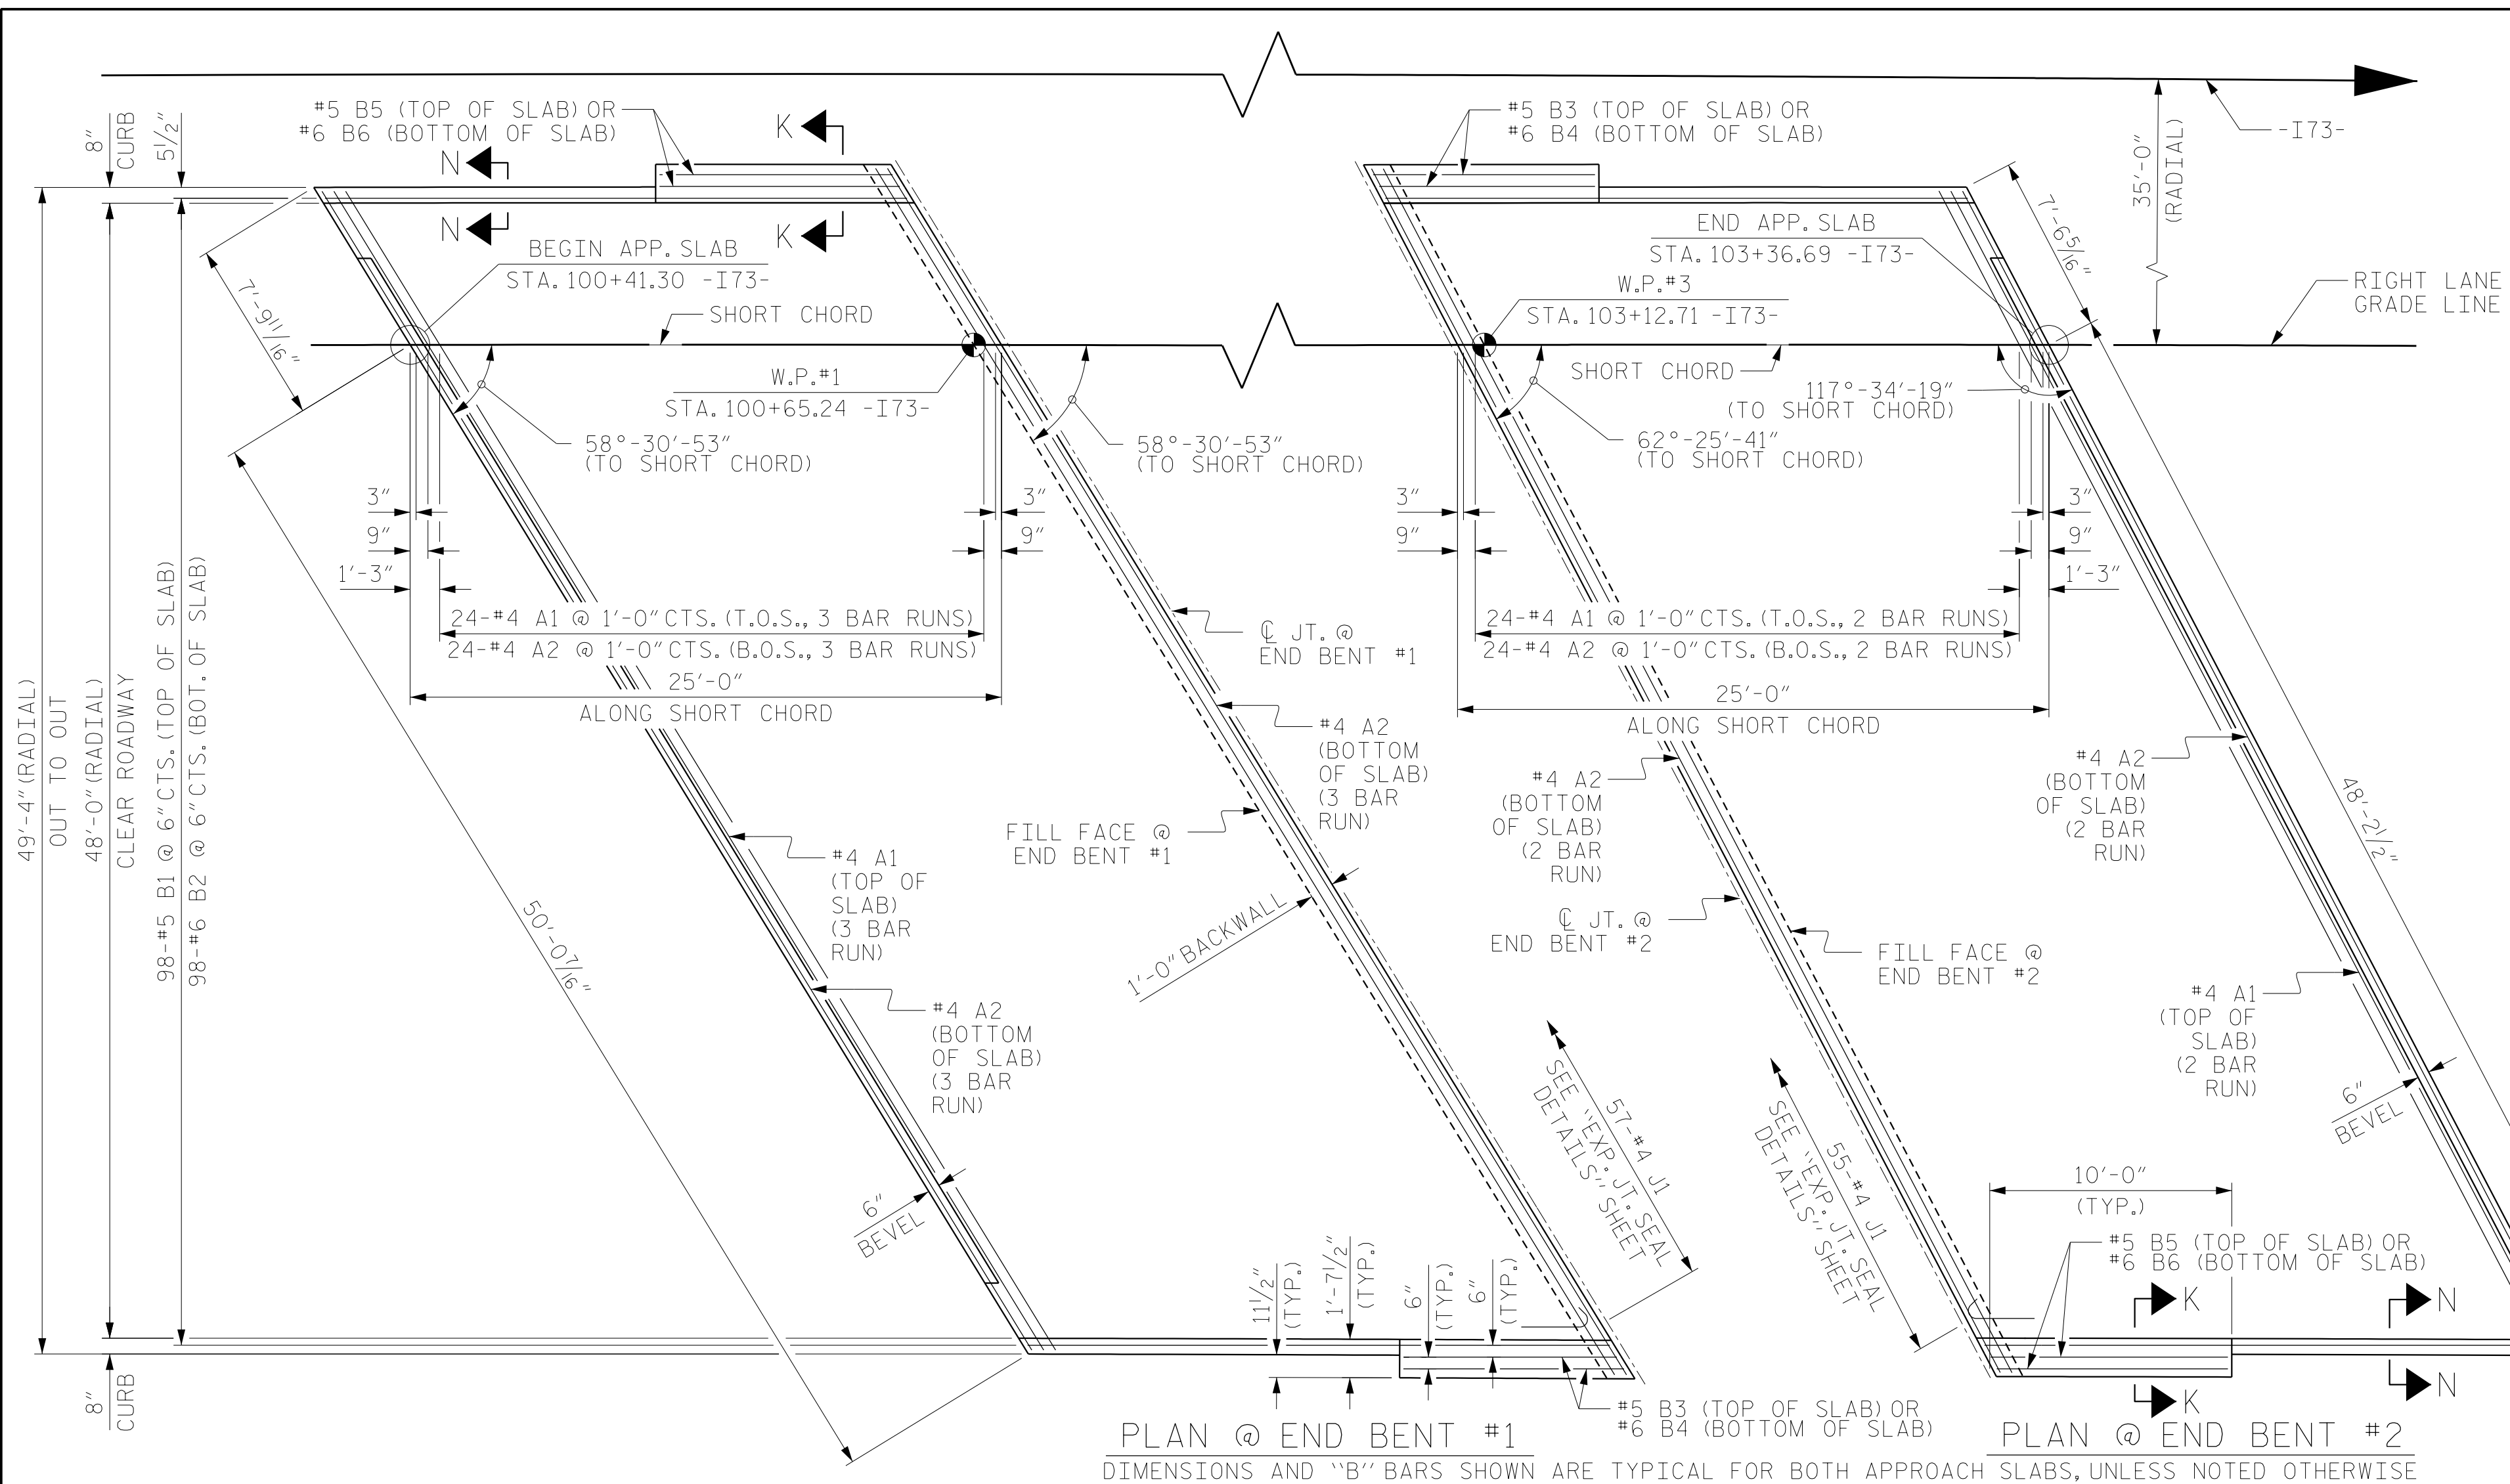 #5 B5 (TOP OF SLAB) OR
#6 B6 (BOTTOM OF SLAB)
K
N
8"
CURB
5 1/2"
N
K
BEGIN APP. SLAB
STA. 100+41.30 -I73-
SHORT CHORD
7'-9 11/16"
W.P.#1
STA. 100+65.24 -I73-
58°-30'-53"
(TO SHORT CHORD)
58°-30'-53"
(TO SHORT CHORD)
3"
9"
1'-3"
3"
9"
24-#4 A1 @ 1'-0" CTS. (T.O.S., 3 BAR RUNS)
24-#4 A2 @ 1'-0" CTS. (B.O.S., 3 BAR RUNS)
25'-0"
ALONG SHORT CHORD
49'-4" (RADIAL)
OUT TO OUT
48'-0" (RADIAL)
CLEAR ROADWAY
98-#5 B1 @ 6" CTS. (TOP OF SLAB)
98-#6 B2 @ 6" CTS. (BOT. OF SLAB)
℄ JT. @
END BENT #1
#4 A2
(BOTTOM
OF SLAB)
(3 BAR
RUN)
FILL FACE @
END BENT #1
#4 A1
(TOP OF
SLAB)
(3 BAR
RUN)
1'-0" BACKWALL
50'-0 7/16"
#4 A2
(BOTTOM
OF SLAB)
(3 BAR
RUN)
6"
BEVEL
57-#4 J1
SEE "EXP. JT. SEAL
DETAILS" SHEET
11 1/2"
(TYP.)
1'-7 1/2"
(TYP.)
6"
(TYP.)
6"
(TYP.)
8"
CURB
#5 B3 (TOP OF SLAB) OR
#6 B4 (BOTTOM OF SLAB)
PLAN @ END BENT #1
#5 B3 (TOP OF SLAB) OR
#6 B4 (BOTTOM OF SLAB)
-I73-
35'-0"
(RADIAL)
END APP. SLAB
STA. 103+36.69 -I73-
7'-6 5/16"
W.P.#3
STA. 103+12.71 -I73-
RIGHT LANE
GRADE LINE
SHORT CHORD
117°-34'-19"
(TO SHORT CHORD)
62°-25'-41"
(TO SHORT CHORD)
3"
9"
3"
9"
1'-3"
24-#4 A1 @ 1'-0" CTS. (T.O.S., 2 BAR RUNS)
24-#4 A2 @ 1'-0" CTS. (B.O.S., 2 BAR RUNS)
25'-0"
ALONG SHORT CHORD
#4 A2
(BOTTOM
OF SLAB)
(2 BAR
RUN)
#4 A2
(BOTTOM
OF SLAB)
(2 BAR
RUN)
48'-2 1/2"
℄ JT. @
END BENT #2
FILL FACE @
END BENT #2
#4 A1
(TOP OF
SLAB)
(2 BAR
RUN)
6"
BEVEL
55-#4 J1
SEE "EXP. JT. SEAL
DETAILS" SHEET
10'-0"
(TYP.)
#5 B5 (TOP OF SLAB) OR
#6 B6 (BOTTOM OF SLAB)
K
N
K
N
PLAN @ END BENT #2
DIMENSIONS AND "B" BARS SHOWN ARE TYPICAL FOR BOTH APPROACH SLABS, UNLESS NOTED OTHERWISE